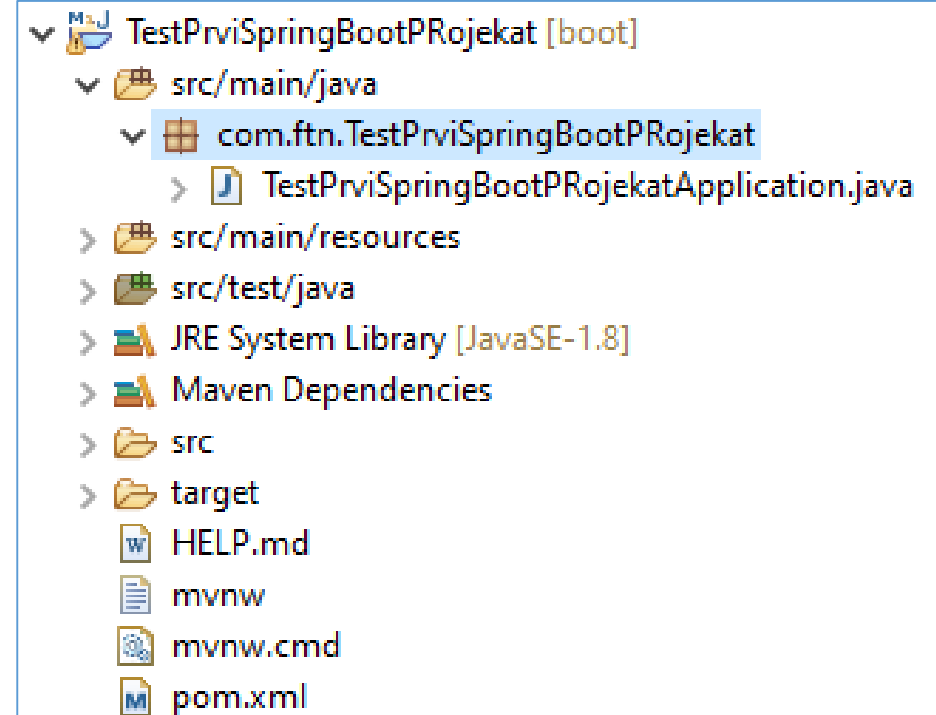 TestPrviSpringBootPRojekat [boot]
src/main/java
com.ftn.TestPrviSpringBootPRojekat
TestPrviSpringBootPRojekatApplication.java
src/main/resources
src/test/java
JRE System Library [JavaSE-1.8]
Maven Dependencies
src
target
HELP.md
mvnw
mvnw.cmd
pom.xml